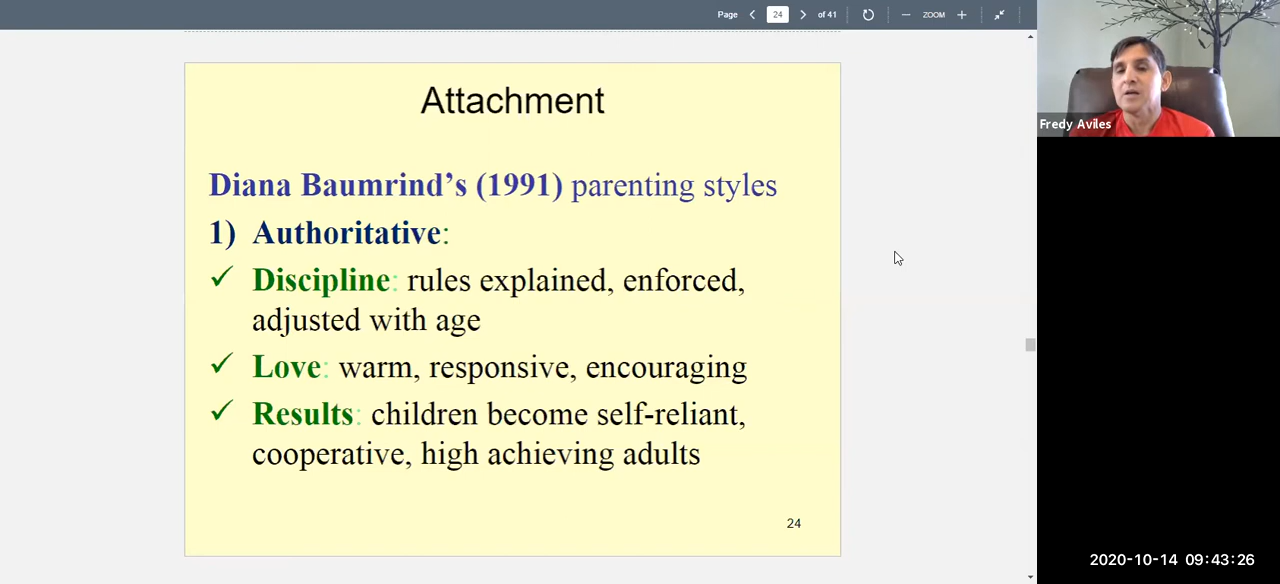 Page 24 of 41 ZOOM
Fredy Aviles
Attachment
Diana Baumrind's (1991) parenting styles
1) Authoritative:
✓ Discipline: rules explained, enforced,
adjusted with age
✓ Love: warm, responsive, encouraging
✓ Results: children become self-reliant,
cooperative, high achieving adults
24
2020-10-14 09:43:26